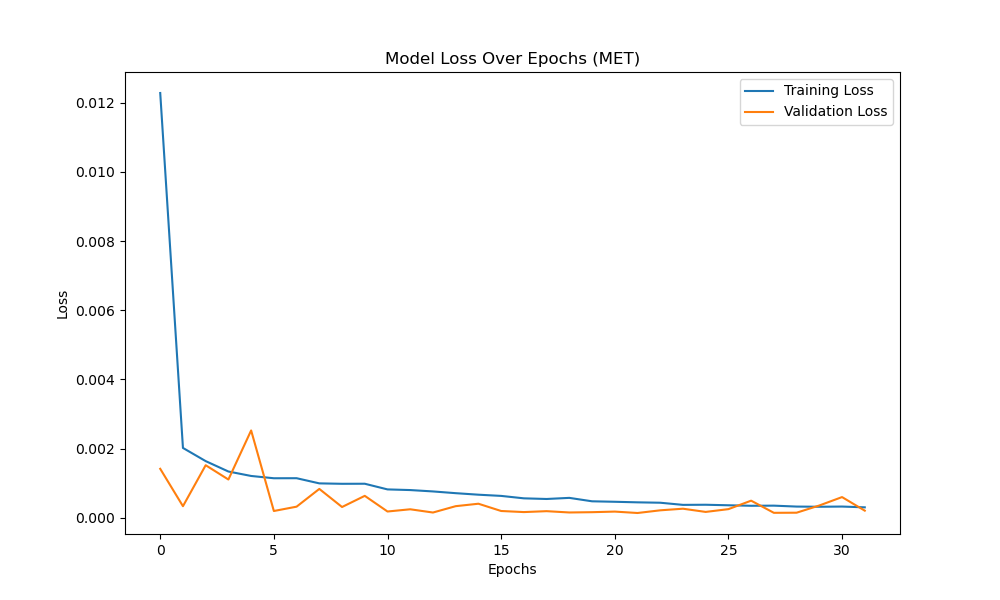 Model Loss Over Epochs (MET)
Training Loss
Validation Loss
0.012
0.010
0.008
0.006
0.004
0.002
0.000
Loss
0 5 10 15 20 25 30
Epochs